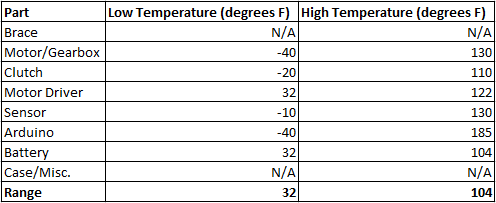 Part Low Temperature (degrees F) High Temperature (degrees F)
Brace N/A N/A
Motor/Gearbox -40 130
Clutch -20 110
Motor Driver 32 122
Sensor -10 130
Arduino -40 185
Battery 32 104
Case/Misc. N/A N/A
Range 32 104